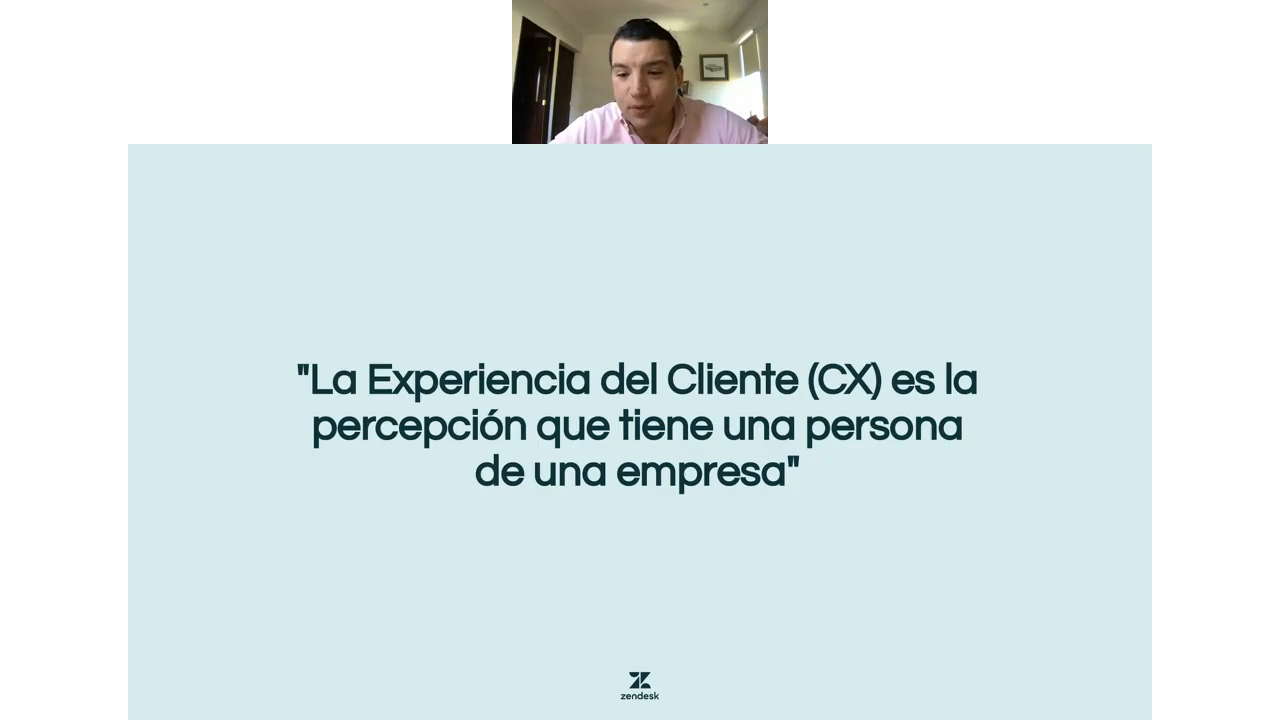 "La Experiencia del Cliente (CX) es la
percepción que tiene una persona
de una empresa"
zendesk